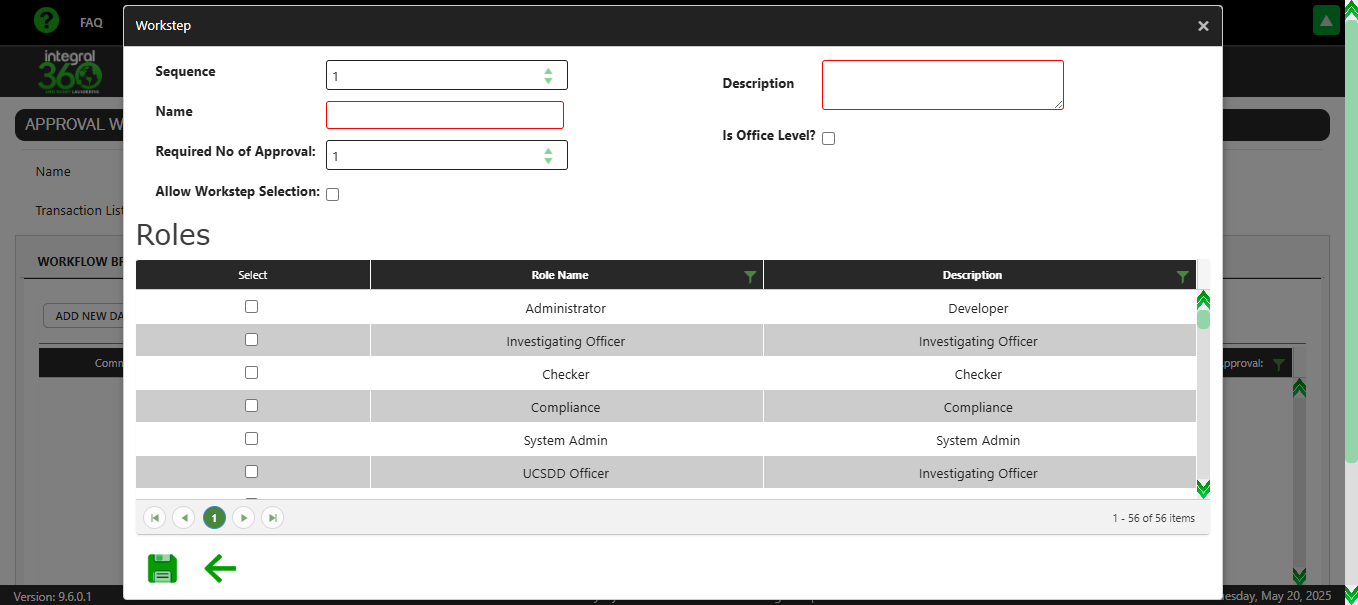 ? FAQ
Workstep ×
integral
360
Sequence 1
Description
Name
Is Office Level?
Required No of Approval: 1
Allow Workstep Selection:
APPROVAL W
Name
Transaction List
WORKFLOW BR
ADD NEW DA
Comm
pproval:
Roles
Select Role Name Description
Administrator Developer
Investigating Officer Investigating Officer
Checker Checker
Compliance Compliance
System Admin System Admin
UCSDD Officer Investigating Officer
1 1 - 56 of 56 items
Version: 9.6.0.1 esday, May 20, 2025